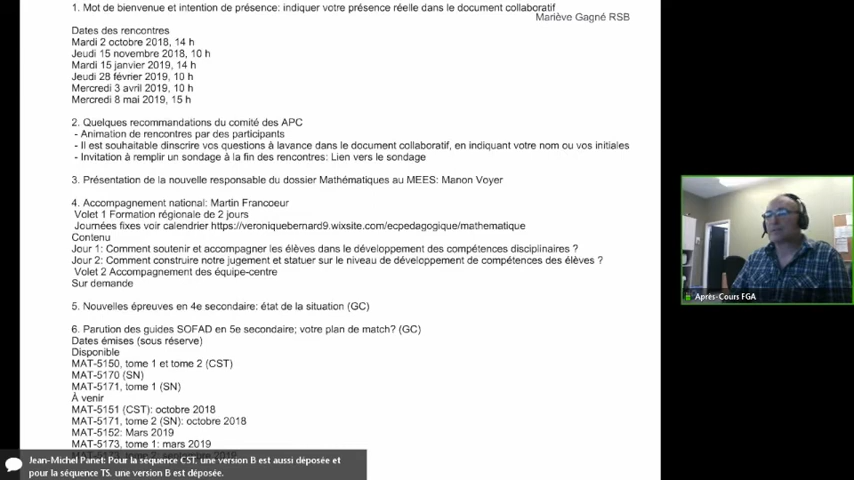 1. Mot de bienvenue et intention de présence: indiquer votre présence réelle dans le document collaboratif
Mariève Gagné RSB
Dates des rencontres
Mardi 2 octobre 2018, 14 h
Jeudi 15 novembre 2018, 10 h
Mardi 15 janvier 2019, 14 h
Jeudi 28 février 2019, 10 h
Mercredi 3 avril 2019, 10 h
Mercredi 8 mai 2019, 15 h
2. Quelques recommandations du comité des APC
- Animation de rencontres par des participants
- Il est souhaitable dinscrire vos questions à lavance dans le document collaboratif, en indiquant votre nom ou vos initiales
- Invitation à remplir un sondage à la fin des rencontres: Lien vers le sondage
3. Présentation de la nouvelle responsable du dossier Mathématiques au MEES: Manon Voyer
4. Accompagnement national: Martin Francoeur
Volet 1 Formation régionale de 2 jours
Journées fixes voir calendrier https://veroniquebernard9.wixsite.com/ecpedagogique/mathematique
Contenu
Jour 1: Comment soutenir et accompagner les élèves dans le développement des compétences disciplinaires ?
Jour 2: Comment construire notre jugement et statuer sur le niveau de développement de compétences des élèves ?
Volet 2 Accompagnement des équipe-centre
Sur demande
5. Nouvelles épreuves en 4e secondaire: état de la situation (GC)
6. Parution des guides SOFAD en 5e secondaire; votre plan de match? (GC)
Dates émises (sous réserve)
Disponible
MAT-5150, tome 1 et tome 2 (CST)
MAT-5170 (SN)
MAT-5171, tome 1 (SN)
À venir
MAT-5151 (CST): octobre 2018
MAT-5171, tome 2 (SN): octobre 2018
MAT-5152: Mars 2019
MAT-5173, tome 1: mars 2019
Jean-Michel Panet: Pour la séquence CST, une version B est aussi déposée et
pour la séquence TS, une version B est déposée.
Après-Cours FGA